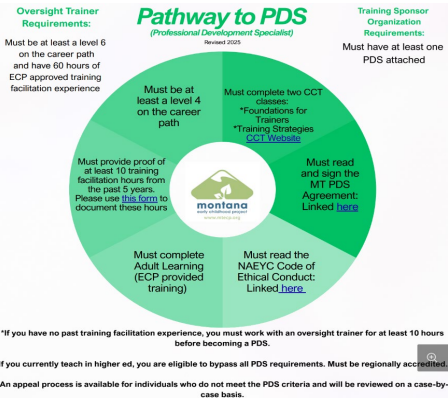 Oversight Trainer
Requirements:
Must be at least a level 6
on the career path
and have 60 hours of
ECP approved training
facilitation experience
Pathway to PDS
(Professional Development Specialist)
Revised 2025
Training Sponsor
Organization
Requirements:
Must have at least one
PDS attached
Must be at
least a level 4
on the career
path
Must complete two CCT
classes:
*Foundations for
Trainers
*Training Strategies
CCT Website
Must provide proof of
at least 10 training
facilitation hours from
the past 5 years.
Please use this form to
document these hours
Must read
and sign the
MT PDS
Agreement:
Linked here
montana
early childhood project
www.mtecp.org
Must complete
Adult Learning
(ECP provided
training)
Must read the
NAEYC Code of
Ethical Conduct:
Linked here
*If you have no past training facilitation experience, you must work with an oversight trainer for at least 10 hours
before becoming a PDS.
If you currently teach in higher ed, you are eligible to bypass all PDS requirements. Must be regionally accredited.
An appeal process is available for individuals who do not meet the PDS criteria and will be reviewed on a case-by-
case basis.